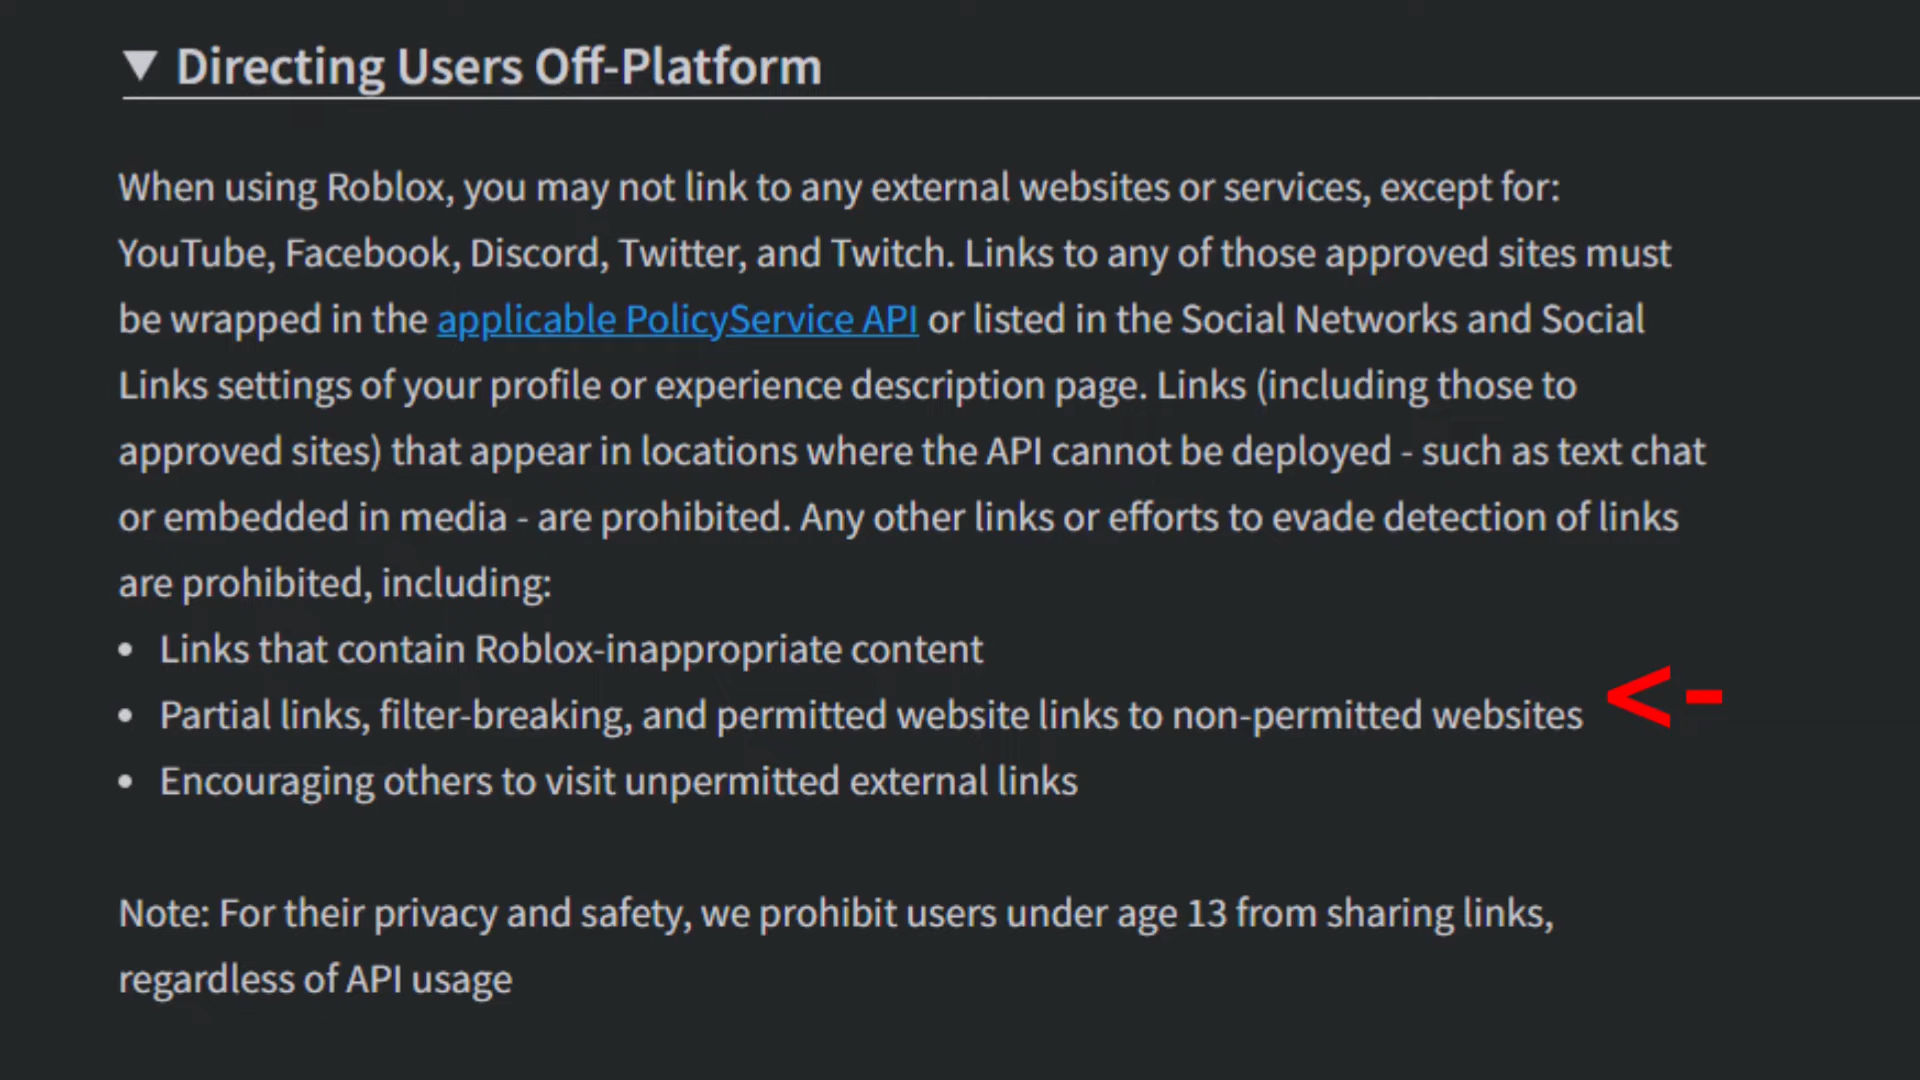 ▼ Directing Users Off-Platform
When using Roblox, you may not link to any external websites or services, except for:
YouTube, Facebook, Discord, Twitter, and Twitch. Links to any of those approved sites must
be wrapped in the applicable PolicyService API or listed in the Social Networks and Social
Links settings of your profile or experience description page. Links (including those to
approved sites) that appear in locations where the API cannot be deployed - such as text chat
or embedded in media - are prohibited. Any other links or efforts to evade detection of links
are prohibited, including:
• Links that contain Roblox-inappropriate content
• Partial links, filter-breaking, and permitted website links to non-permitted websites <-
• Encouraging others to visit unpermitted external links
Note: For their privacy and safety, we prohibit users under age 13 from sharing links,
regardless of API usage